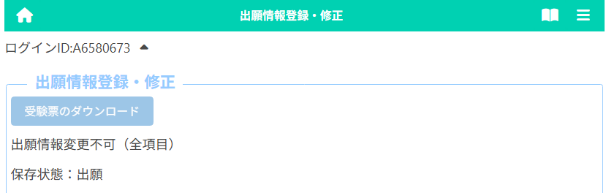 出願情報登録・修正
ログインID:A6580673
出願情報登録・修正
受験票のダウンロード
出願情報変更不可（全項目）
保存状態：出願